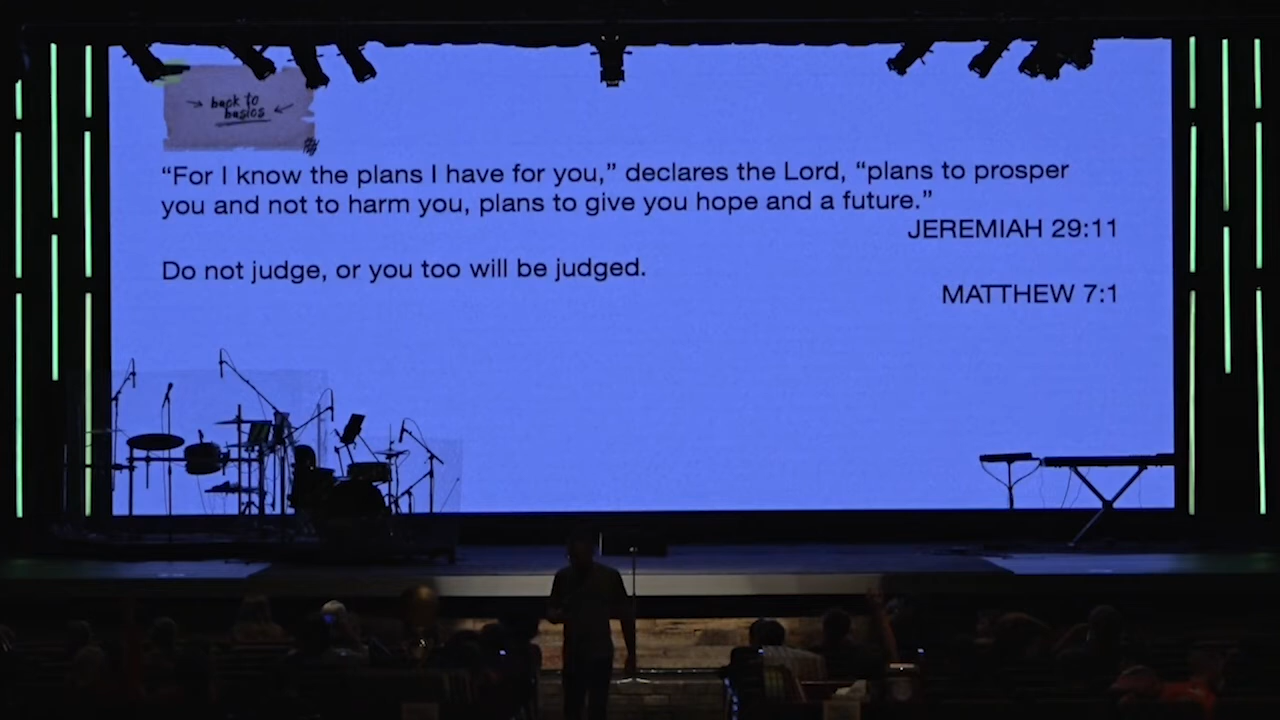 back to
basics
“For I know the plans I have for you,” declares the Lord, “plans to prosper
you and not to harm you, plans to give you hope and a future.”
JEREMIAH 29:11
Do not judge, or you too will be judged.
MATTHEW 7:1